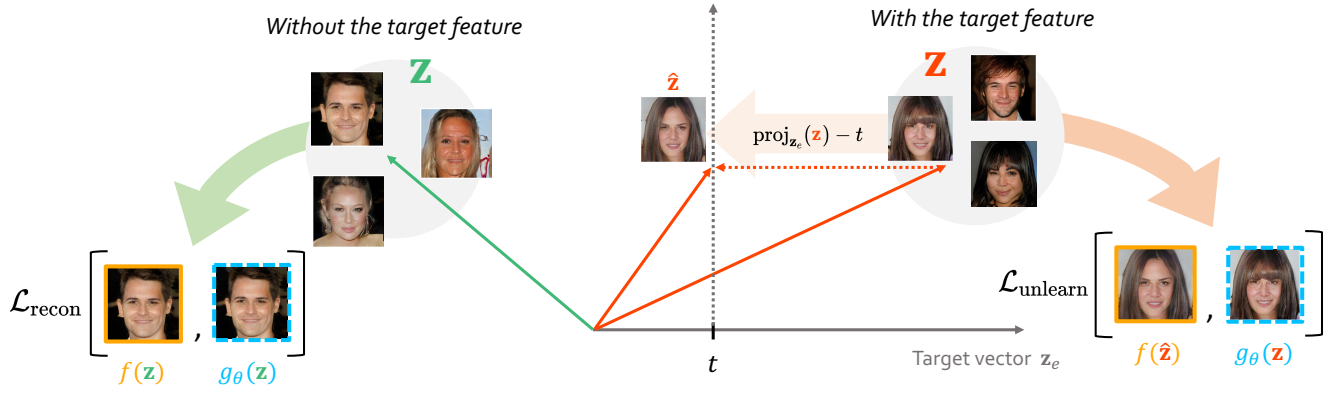 Without the target feature
With the target feature
z
ẑ
z
proj_{z_e}(z) − t
ℒ_recon
,
f(z)
g_θ(z)
t
Target vector z_e
ℒ_unlearn
,
f(ẑ)
g_θ(z)